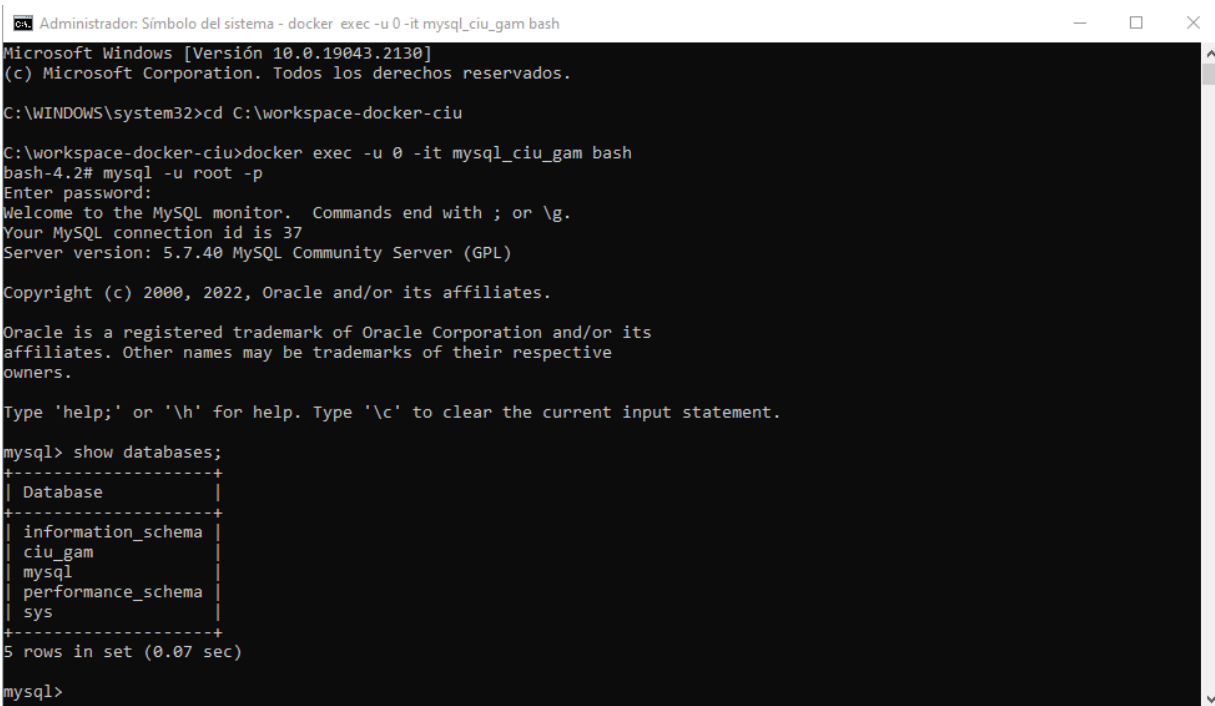 Administrador: Símbolo del sistema - docker exec -u 0 -it mysql_ciu_gam bash
Microsoft Windows [Versión 10.0.19043.2130]
(c) Microsoft Corporation. Todos los derechos reservados.
C:\WINDOWS\system32>cd C:\workspace-docker-ciu
C:\workspace-docker-ciu>docker exec -u 0 -it mysql_ciu_gam bash
bash-4.2# mysql -u root -p
Enter password:
Welcome to the MySQL monitor.  Commands end with ; or \g.
Your MySQL connection id is 37
Server version: 5.7.40 MySQL Community Server (GPL)
Copyright (c) 2000, 2022, Oracle and/or its affiliates.
Oracle is a registered trademark of Oracle Corporation and/or its
affiliates. Other names may be trademarks of their respective
owners.
Type 'help;' or '\h' for help. Type '\c' to clear the current input statement.
mysql> show databases;
+--------------------+
| Database           |
+--------------------+
| information_schema |
| ciu_gam            |
| mysql              |
| performance_schema |
| sys                |
+--------------------+
5 rows in set (0.07 sec)
mysql>